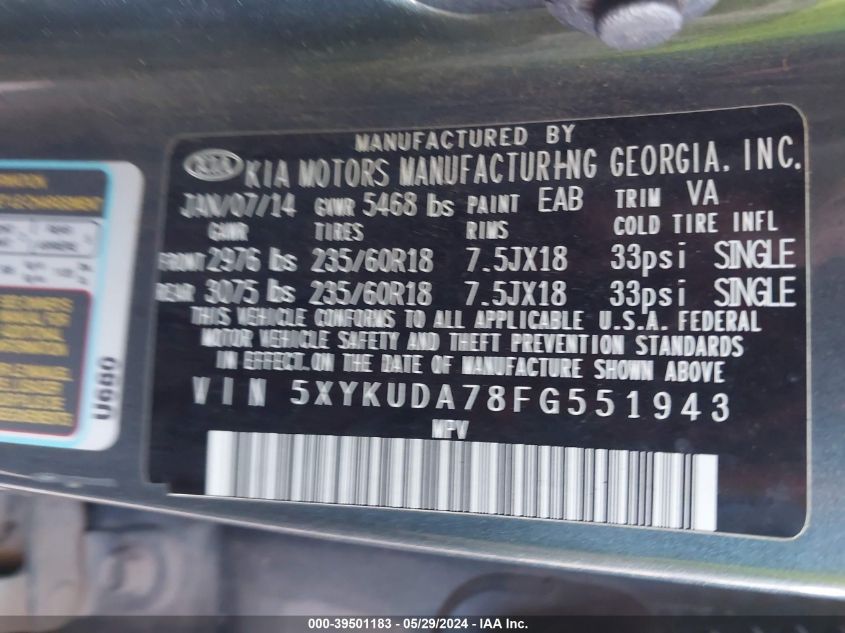 MANUFACTURED BY
KIA KIA MOTORS MANUFACTURING GEORGIA, INC.
JAN/07/14 GVWR 5468 lbs PAINT EAB TRIM VA
GAWR TIRES RIMS COLD TIRE INFL
FRONT 2976 lbs 235/60R18 7.5JX18 33psi SINGLE
REAR 3075 lbs 235/60R18 7.5JX18 33psi SINGLE
THIS VEHICLE CONFORMS TO ALL APPLICABLE U.S.A. FEDERAL
MOTOR VEHICLE SAFETY AND THEFT PREVENTION STANDARDS
IN EFFECT.ON THE DATE OF MANUFACTURE SHOWN ABOVE
VIN 5XYKUDA78FG551943
MPV
U680
000-39501183 - 05/29/2024 - IAA Inc.